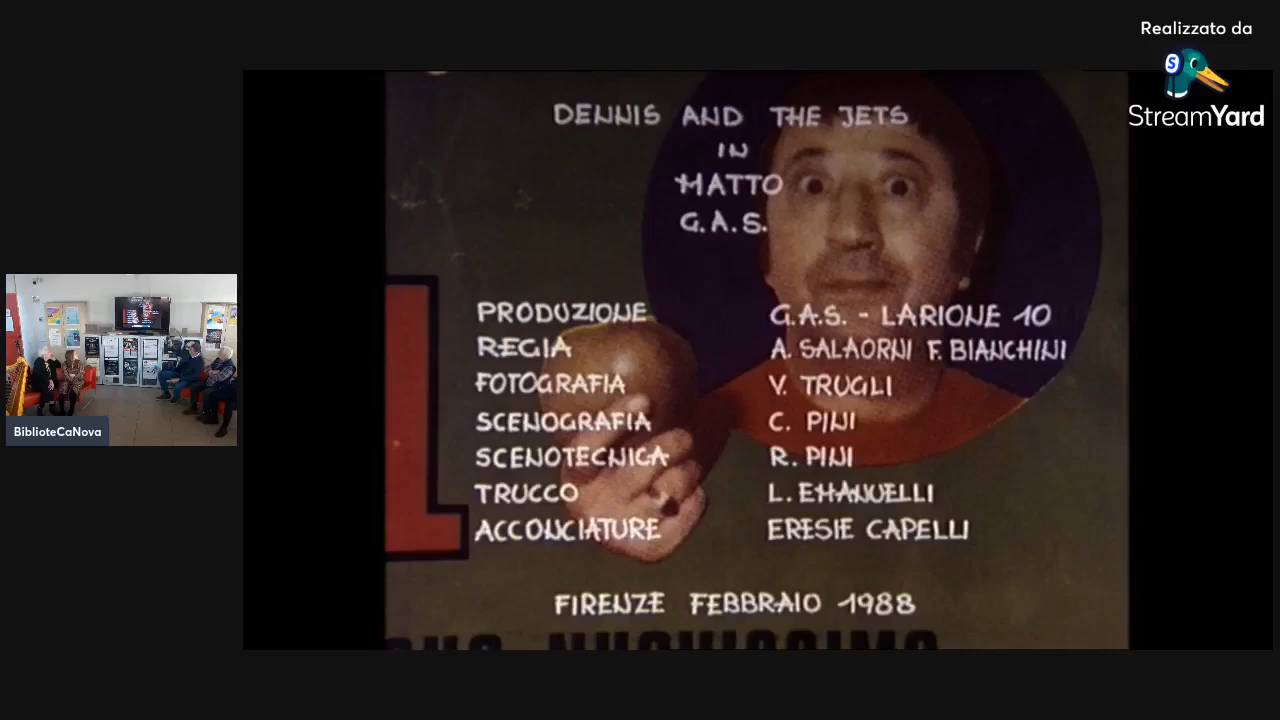 Realizzato da
StreamYard
DENNIS AND THE JETS
IN
MATTO
G.A.S.
PRODUZIONE G.A.S. - LARIONE 10
REGIA A. SALAORNI F. BIANCHINI
FOTOGRAFIA V. TRUGLI
SCENOGRAFIA C. PINI
SCENOTECNICA R. PINI
TRUCCO L. EMANUELLI
ACCONCIATURE ERESIE CAPELLI
FIRENZE FEBBRAIO 1988
BiblioteCaNova